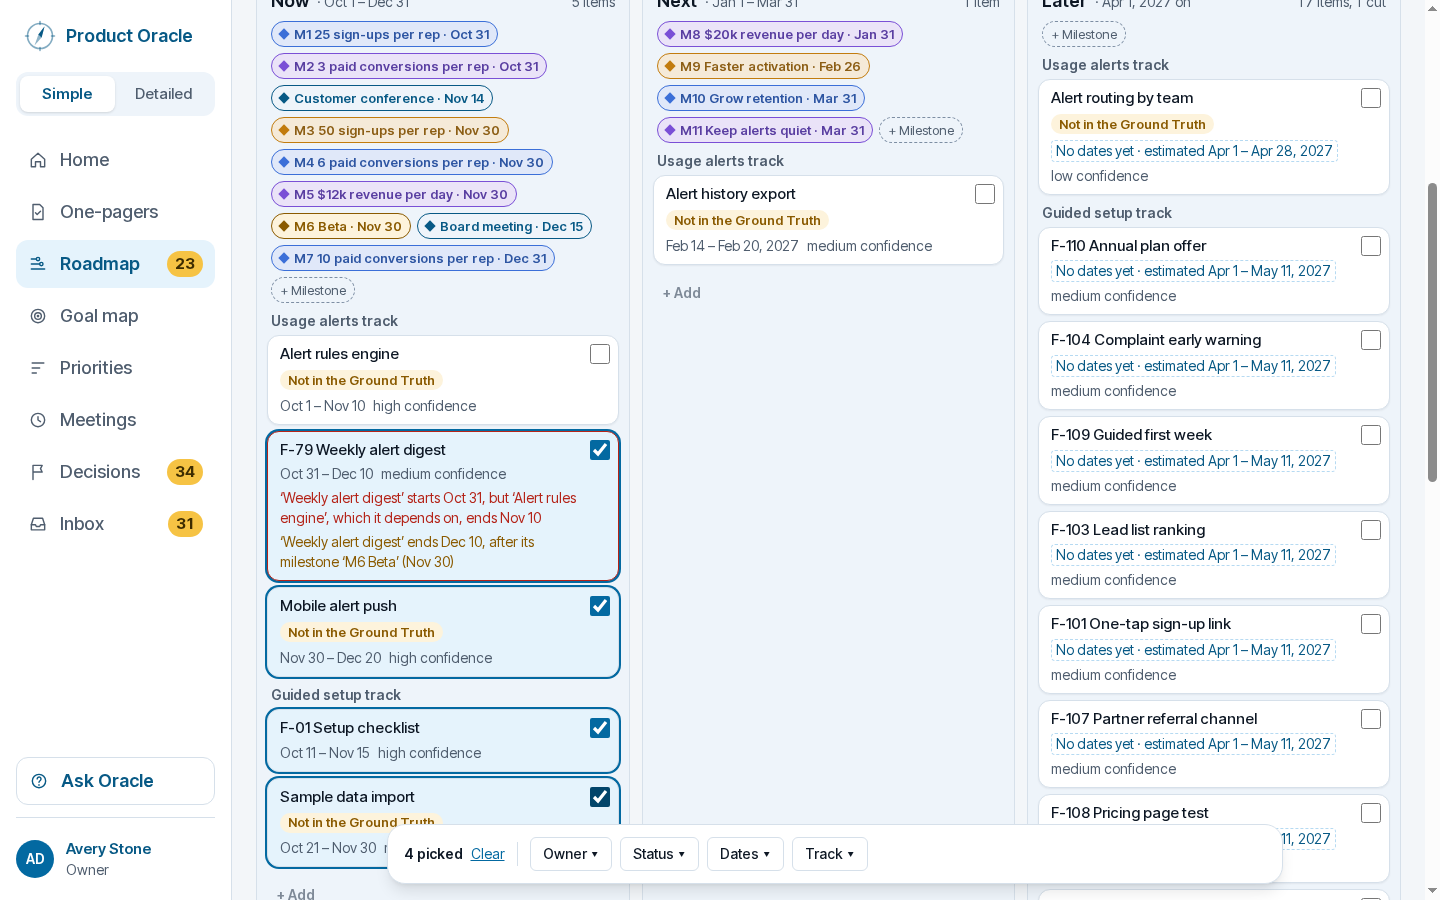 Product Oracle
Simple
Detailed
Home
One-pagers
Roadmap
23
Goal map
Priorities
Meetings
Decisions
34
Inbox
31
Ask Oracle
AD
Avery Stone
Owner
Now · Oct 1 – Dec 31
5 items
M1 25 sign-ups per rep · Oct 31
M2 3 paid conversions per rep · Oct 31
Customer conference · Nov 14
M3 50 sign-ups per rep · Nov 30
M4 6 paid conversions per rep · Nov 30
M5 $12k revenue per day · Nov 30
M6 Beta · Nov 30
Board meeting · Dec 15
M7 10 paid conversions per rep · Dec 31
+ Milestone
Usage alerts track
Alert rules engine
Not in the Ground Truth
Oct 1 – Nov 10 high confidence
F-79 Weekly alert digest
Oct 31 – Dec 10 medium confidence
‘Weekly alert digest’ starts Oct 31, but ‘Alert rules
engine’, which it depends on, ends Nov 10
‘Weekly alert digest’ ends Dec 10, after its
milestone ‘M6 Beta’ (Nov 30)
Mobile alert push
Not in the Ground Truth
Nov 30 – Dec 20 high confidence
Guided setup track
F-01 Setup checklist
Oct 11 – Nov 15 high confidence
Sample data import
Not in the Ground Truth
Oct 21 – Nov 30
+ Add
Next · Jan 1 – Mar 31
1 item
M8 $20k revenue per day · Jan 31
M9 Faster activation · Feb 26
M10 Grow retention · Mar 31
M11 Keep alerts quiet · Mar 31
+ Milestone
Usage alerts track
Alert history export
Not in the Ground Truth
Feb 14 – Feb 20, 2027 medium confidence
+ Add
Later · Apr 1, 2027 on
17 items, 1 cut
+ Milestone
Usage alerts track
Alert routing by team
Not in the Ground Truth
No dates yet · estimated Apr 1 – Apr 28, 2027
low confidence
Guided setup track
F-110 Annual plan offer
No dates yet · estimated Apr 1 – May 11, 2027
medium confidence
F-104 Complaint early warning
No dates yet · estimated Apr 1 – May 11, 2027
medium confidence
F-109 Guided first week
No dates yet · estimated Apr 1 – May 11, 2027
medium confidence
F-103 Lead list ranking
No dates yet · estimated Apr 1 – May 11, 2027
medium confidence
F-101 One-tap sign-up link
No dates yet · estimated Apr 1 – May 11, 2027
medium confidence
F-107 Partner referral channel
No dates yet · estimated Apr 1 – May 11, 2027
medium confidence
F-108 Pricing page test
11, 2027
4 picked
Clear
Owner ▾
Status ▾
Dates ▾
Track ▾